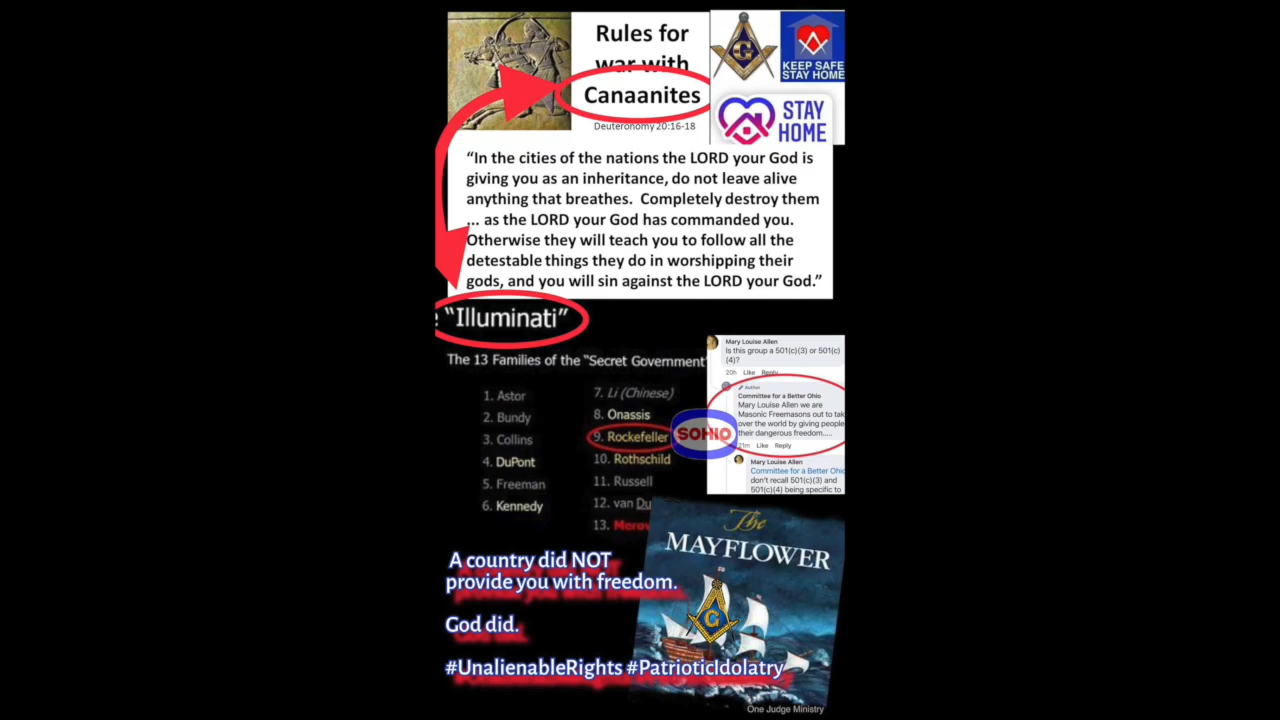 Rules for
war with
Canaanites
Deuteronomy 20:16-18
G
KEEP SAFE
STAY HOME
STAY
HOME
“In the cities of the nations the LORD your God is
giving you as an inheritance, do not leave alive
anything that breathes. Completely destroy them
... as the LORD your God has commanded you.
Otherwise they will teach you to follow all the
detestable things they do in worshipping their
gods, and you will sin against the LORD your God.”
“Illuminati”
The 13 Families of the “Secret Government”
1. Astor
2. Bundy
3. Collins
4. DuPont
5. Freeman
6. Kennedy
7. Li (Chinese)
8. Onassis
9. Rockefeller
10. Rothschild
11. Russell
12. van Du
13. Merov
SOHIO
Mary Louise Allen
Is this group a 501(c)(3) or 501(c)
(4)?
20h Like Reply
Author
Committee for a Better Ohio
Mary Louise Allen we are
Masonic Freemasons out to tak
over the world by giving people
their dangerous freedom.....
21m Like Reply
Mary Louise Allen
Committee for a Better Ohio
don't recall 501(c)(3) and
501(c)(4) being specific to
The
MAYFLOWER
G
A country did NOT
provide you with freedom.
God did.
#UnalienableRights #PatrioticIdolatry
One Judge Ministry